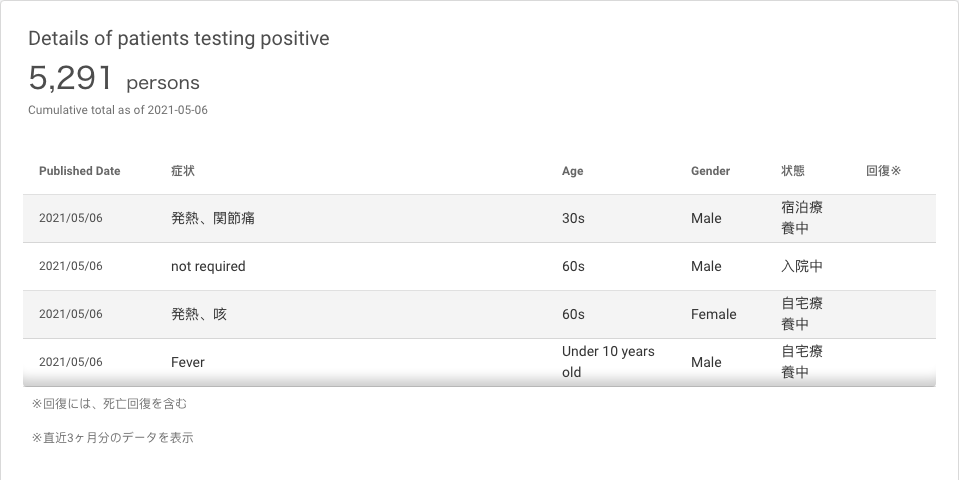 Details of patients testing positive
5,291 persons
Cumulative total as of 2021-05-06
Published Date 症状 Age Gender 状態 回復※
2021/05/06 発熱、関節痛 30s Male 宿泊療
養中
2021/05/06 not required 60s Male 入院中
2021/05/06 発熱、咳 60s Female 自宅療
養中
2021/05/06 Fever Under 10 years old Male 自宅療
養中
※回復には、死亡回復を含む
※直近3ヶ月分のデータを表示